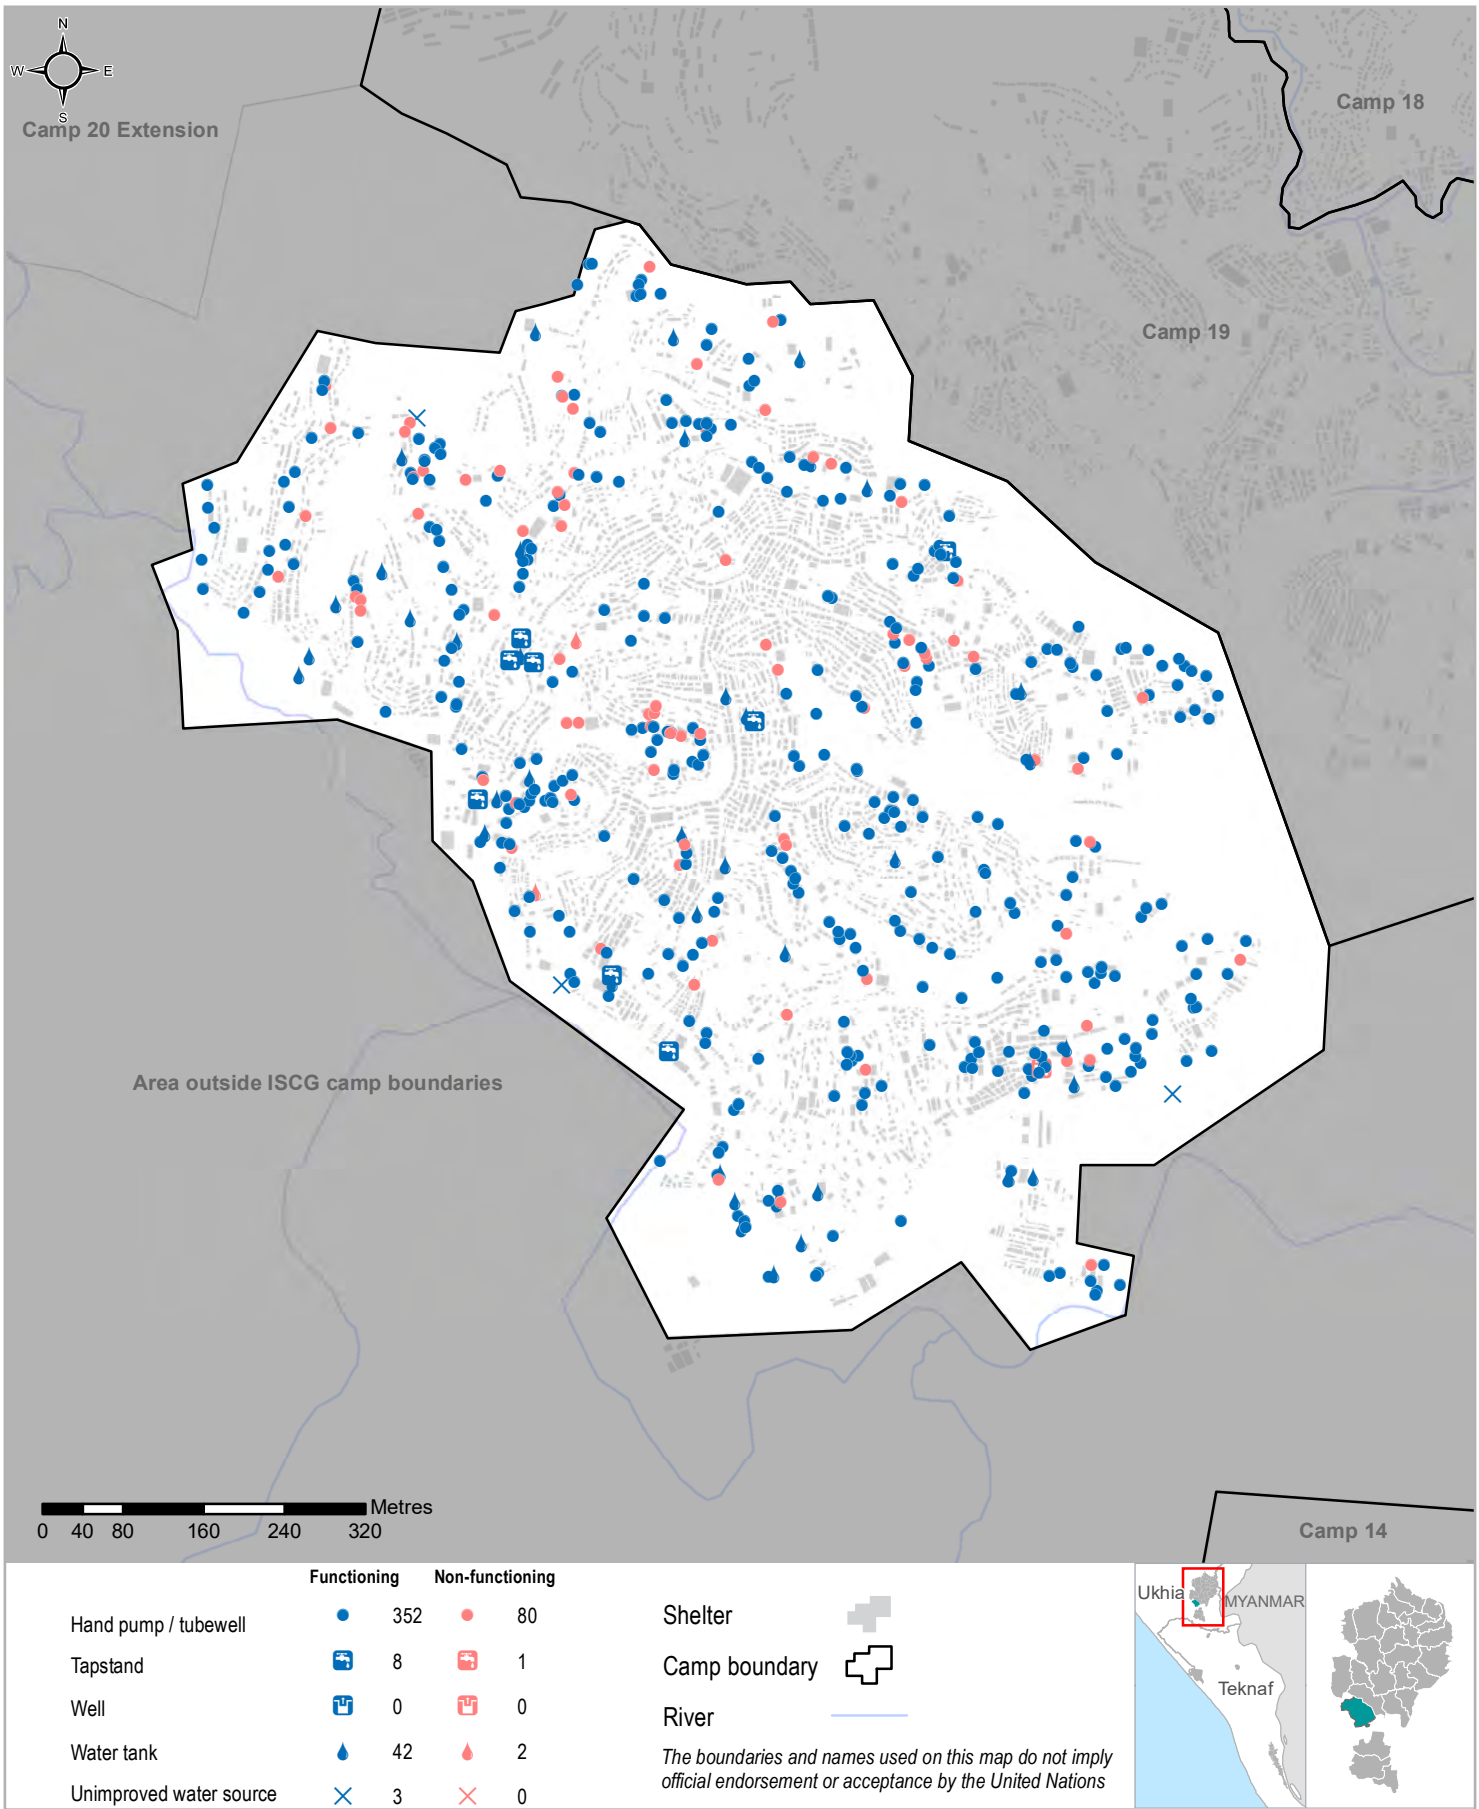 N
W E
S
Camp 20 Extension
Camp 18
Camp 19
Area outside ISCG camp boundaries
Camp 14
Metres
0 40 80 160 240 320
Functioning Non-functioning
Hand pump / tubewell 352 80
Tapstand 8 1
Well 0 0
Water tank 42 2
Unimproved water source 3 0
Shelter
Camp boundary
River
The boundaries and names used on this map do not imply
official endorsement or acceptance by the United Nations
Ukhia
MYANMAR
Teknaf